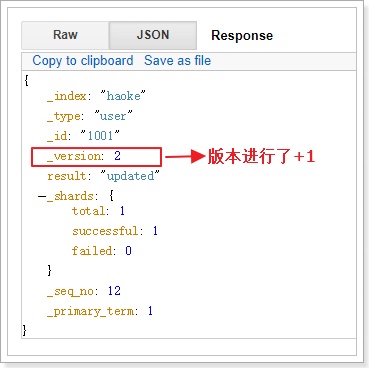 Raw JSON Response
Copy to clipboard Save as file
{
_index: "haoke"
_type: "user"
_id: "1001"
_version: 2 版本进行了+1
result: "updated"
−_shards: {
total: 1
successful: 1
failed: 0
}
_seq_no: 12
_primary_term: 1
}